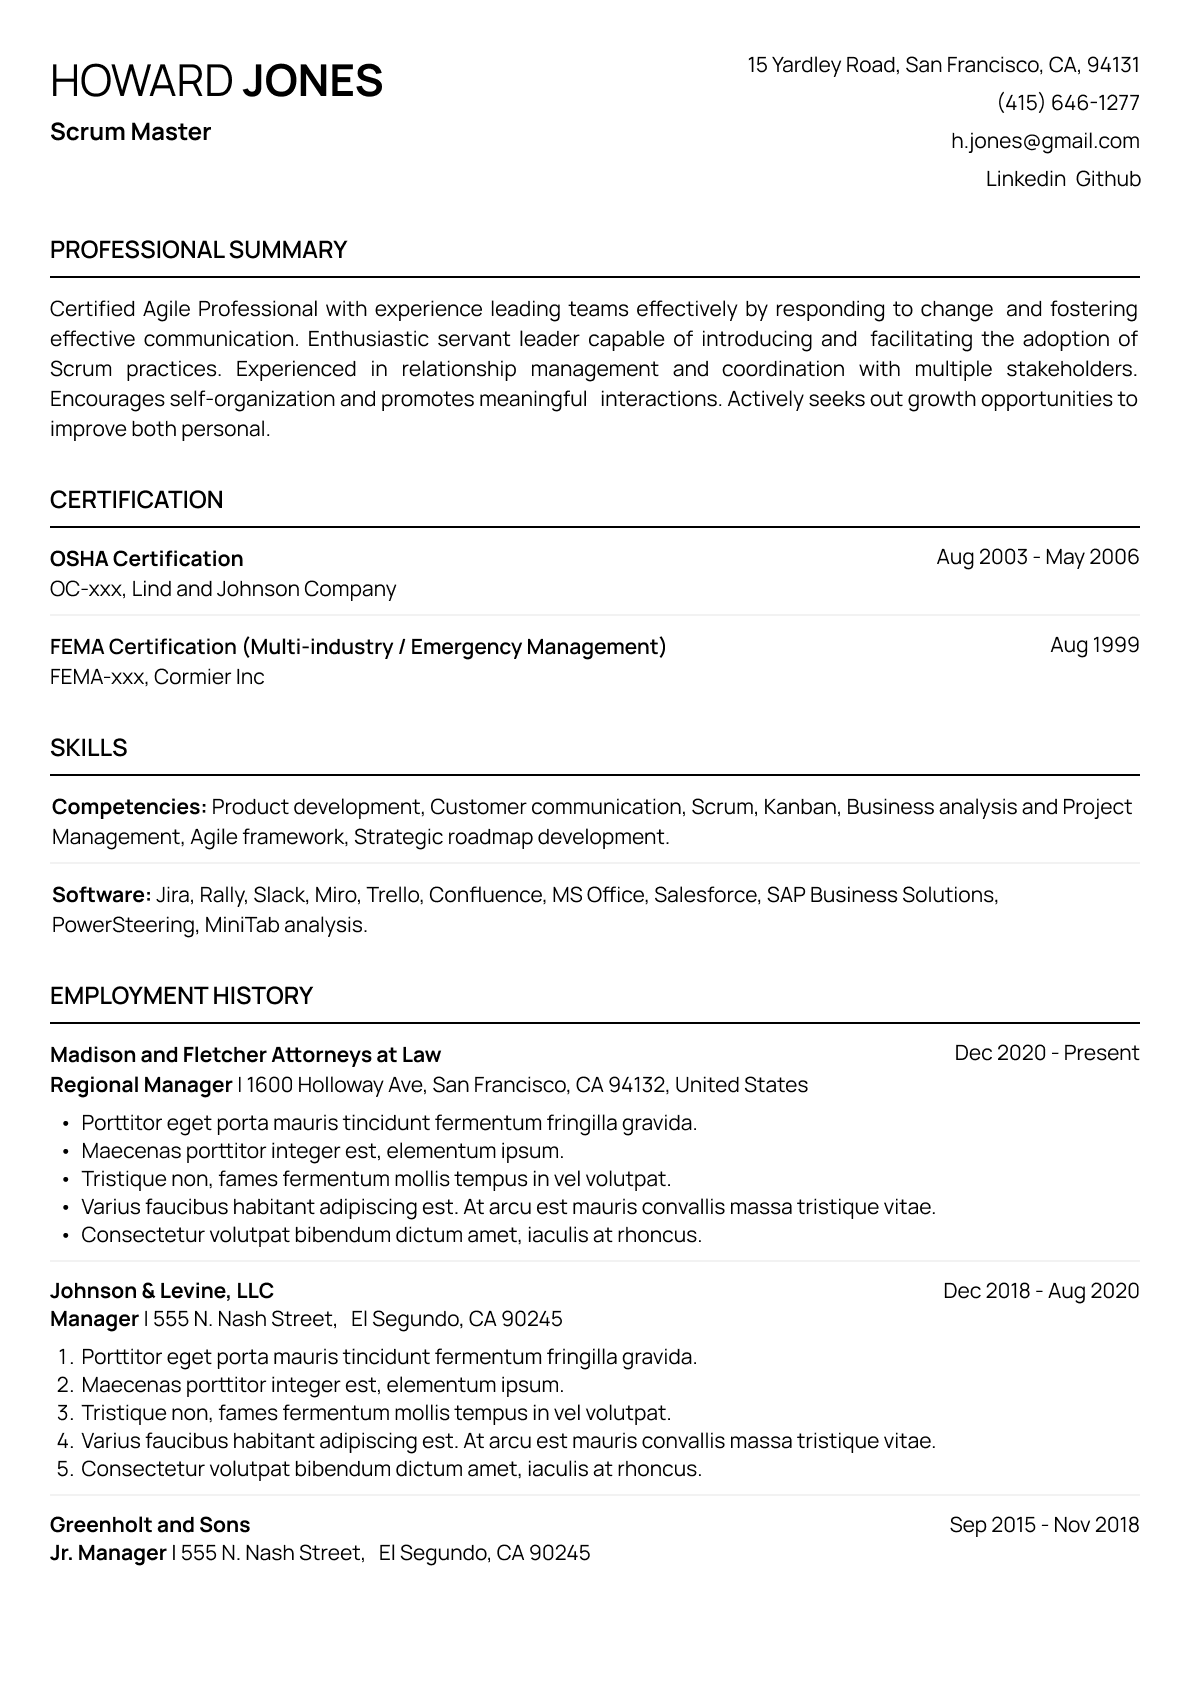 HOWARD JONES
Scrum Master
15 Yardley Road, San Francisco, CA, 94131
(415) 646-1277
h.jones@gmail.com
Linkedin Github
PROFESSIONAL SUMMARY
Certified Agile Professional with experience leading teams effectively by responding to change and fostering
effective communication. Enthusiastic servant leader capable of introducing and facilitating the adoption of
Scrum practices. Experienced in relationship management and coordination with multiple stakeholders.
Encourages self-organization and promotes meaningful interactions. Actively seeks out growth opportunities to
improve both personal.
CERTIFICATION
OSHA Certification Aug 2003 - May 2006
OC-xxx, Lind and Johnson Company
FEMA Certification (Multi-industry / Emergency Management) Aug 1999
FEMA-xxx, Cormier Inc
SKILLS
Competencies: Product development, Customer communication, Scrum, Kanban, Business analysis and Project
Management, Agile framework, Strategic roadmap development.
Software: Jira, Rally, Slack, Miro, Trello, Confluence, MS Office, Salesforce, SAP Business Solutions,
PowerSteering, MiniTab analysis.
EMPLOYMENT HISTORY
Madison and Fletcher Attorneys at Law Dec 2020 - Present
Regional Manager | 1600 Holloway Ave, San Francisco, CA 94132, United States
• Porttitor eget porta mauris tincidunt fermentum fringilla gravida.
• Maecenas porttitor integer est, elementum ipsum.
• Tristique non, fames fermentum mollis tempus in vel volutpat.
• Varius faucibus habitant adipiscing est. At arcu est mauris convallis massa tristique vitae.
• Consectetur volutpat bibendum dictum amet, iaculis at rhoncus.
Johnson & Levine, LLC Dec 2018 - Aug 2020
Manager | 555 N. Nash Street, El Segundo, CA 90245
1. Porttitor eget porta mauris tincidunt fermentum fringilla gravida.
2. Maecenas porttitor integer est, elementum ipsum.
3. Tristique non, fames fermentum mollis tempus in vel volutpat.
4. Varius faucibus habitant adipiscing est. At arcu est mauris convallis massa tristique vitae.
5. Consectetur volutpat bibendum dictum amet, iaculis at rhoncus.
Greenholt and Sons Sep 2015 - Nov 2018
Jr. Manager | 555 N. Nash Street, El Segundo, CA 90245